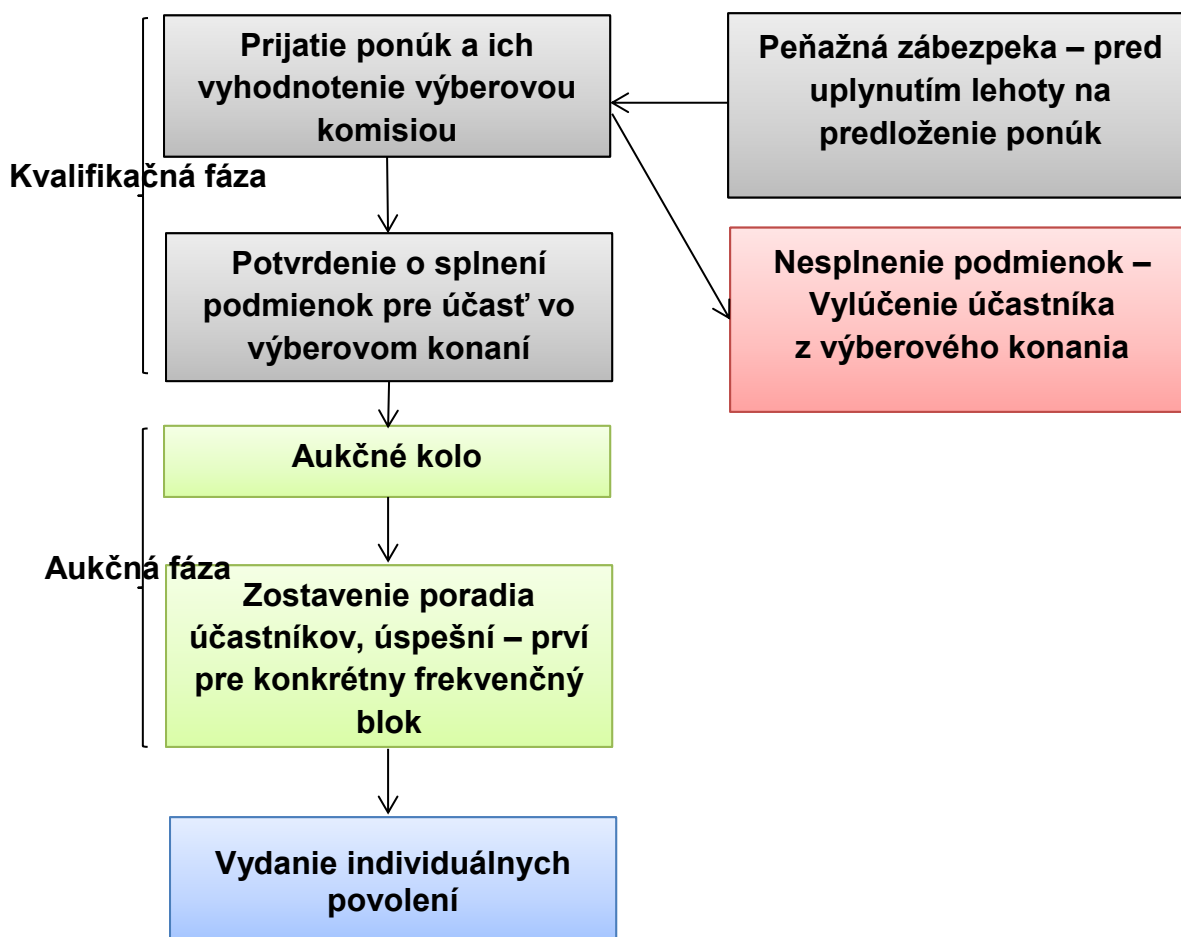 Prijatie ponúk a ich
vyhodnotenie výberovou
komisiou
Peňažná zábezpeka – pred
uplynutím lehoty na
predloženie ponúk
Kvalifikačná fáza
Potvrdenie o splnení
podmienok pre účasť vo
výberovom konaní
Nesplnenie podmienok –
Vylúčenie účastníka
z výberového konania
Aukčné kolo
Aukčná fáza
Zostavenie poradia
účastníkov, úspešní – prví
pre konkrétny frekvenčný
blok
Vydanie individuálnych
povolení